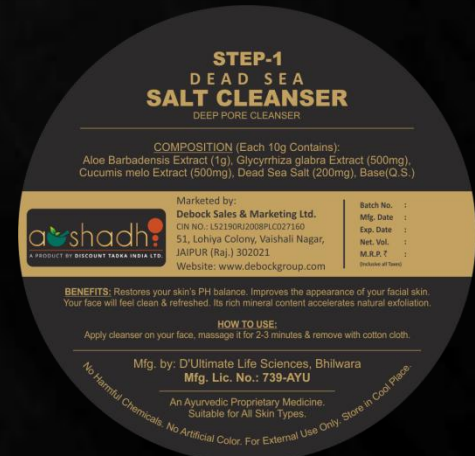 STEP-1
DEAD SEA
SALT CLEANSER
DEEP PORE CLEANSER
COMPOSITION (Each 10g Contains):
Aloe Barbadensis Extract (1g), Glycyrrhiza glabra Extract (500mg),
Cucumis melo Extract (500mg), Dead Sea Salt (200mg), Base(Q.S.)
aushadhi
A PRODUCT BY DISCOUNT TADKA INDIA LTD.
Marketed by:
Debock Sales & Marketing Ltd.
CIN NO.: L52190RJ2008PLC027160
51, Lohiya Colony, Vaishali Nagar,
JAIPUR (Raj.) 302021
Website: www.debockgroup.com
Batch No. :
Mfg. Date :
Exp. Date :
Net. Vol. :
M.R.P. ₹ :
(Inclusive of Taxes)
BENEFITS: Restores your skin's PH balance. Improves the appearance of your facial skin.
Your face will feel clean & refreshed. Its rich mineral content accelerates natural exfoliation.
HOW TO USE:
Apply cleanser on your face, massage it for 2-3 minutes & remove with cotton cloth.
Mfg. by: D'Ultimate Life Sciences, Bhilwara
Mfg. Lic. No.: 739-AYU
An Ayurvedic Proprietary Medicine.
Suitable for All Skin Types.
No Harmful Chemicals. No Artificial Color. For External Use Only. Store in Cool Place.